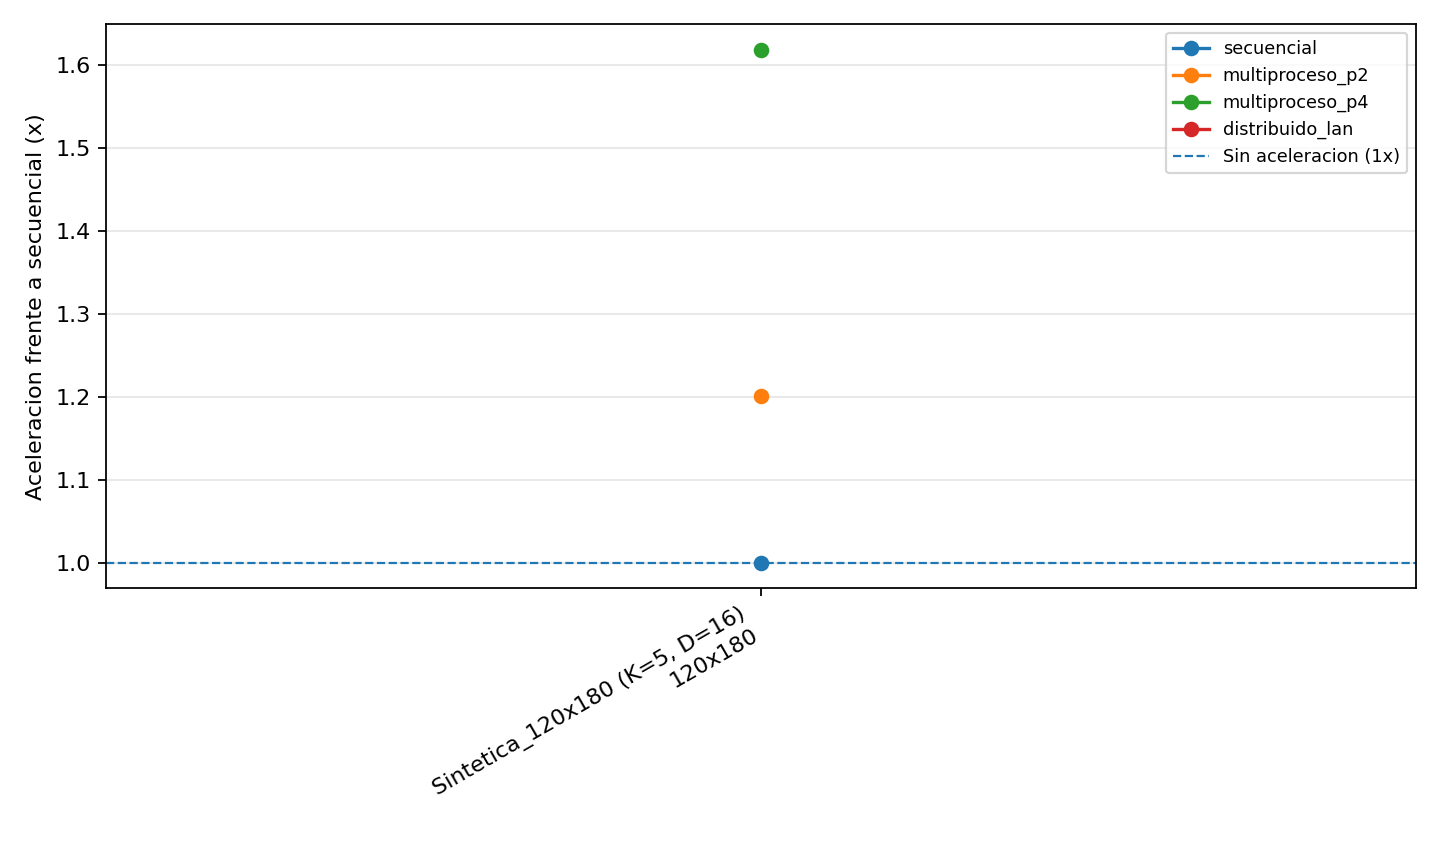 Aceleracion frente a secuencial (x)
1.6
1.5
1.4
1.3
1.2
1.1
1.0
secuencial
multiproceso_p2
multiproceso_p4
distribuido_lan
Sin aceleracion (1x)
Sintetica_120x180 (K=5, D=16)
120x180